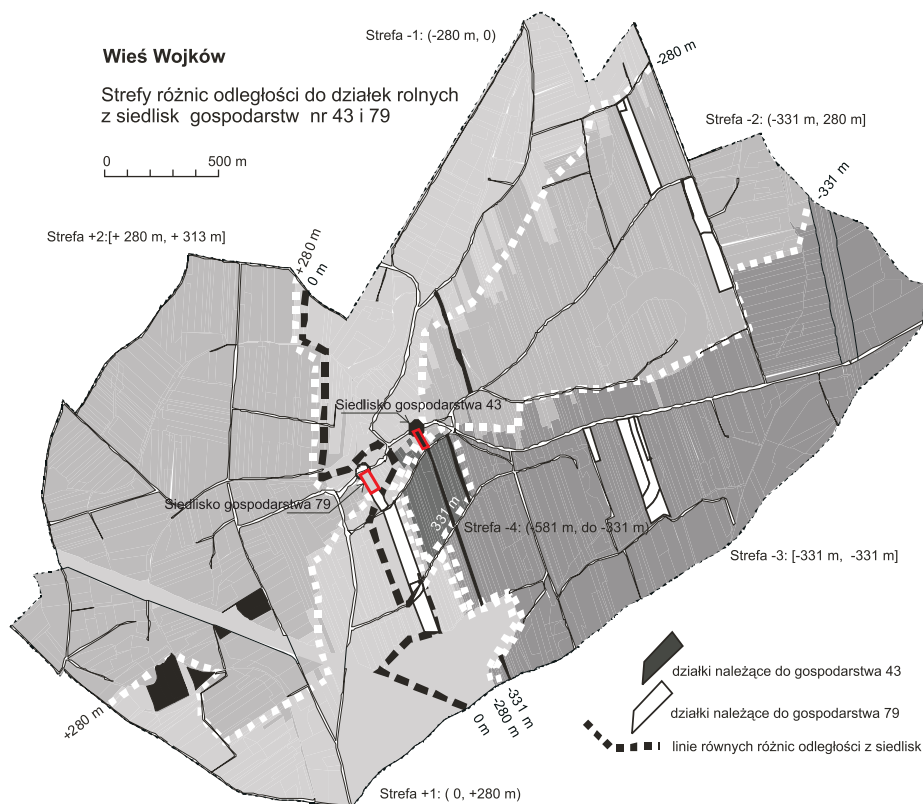 Strefa -1: (-280 m, 0)
Wieś Wojków
-280 m
Strefy różnic odległości do działek rolnych
z siedlisk gospodarstw nr 43 i 79
0 500 m
Strefa -2: (-331 m, 280 m]
-331 m
Strefa +2:[+ 280 m, + 313 m]
+280 m
0 m
Siedlisko gospodarstwa 43
Siedlisko gospodarstwa 79
331 m
Strefa -4: (-581 m, do -331 m)
Strefa -3: [-331 m, -331 m]
działki należące do gospodarstwa 43
+280 m
0 m
-280 m
-331 m
działki należące do gospodarstwa 79
linie równych różnic odległości z siedlisk
Strefa +1: ( 0, +280 m)